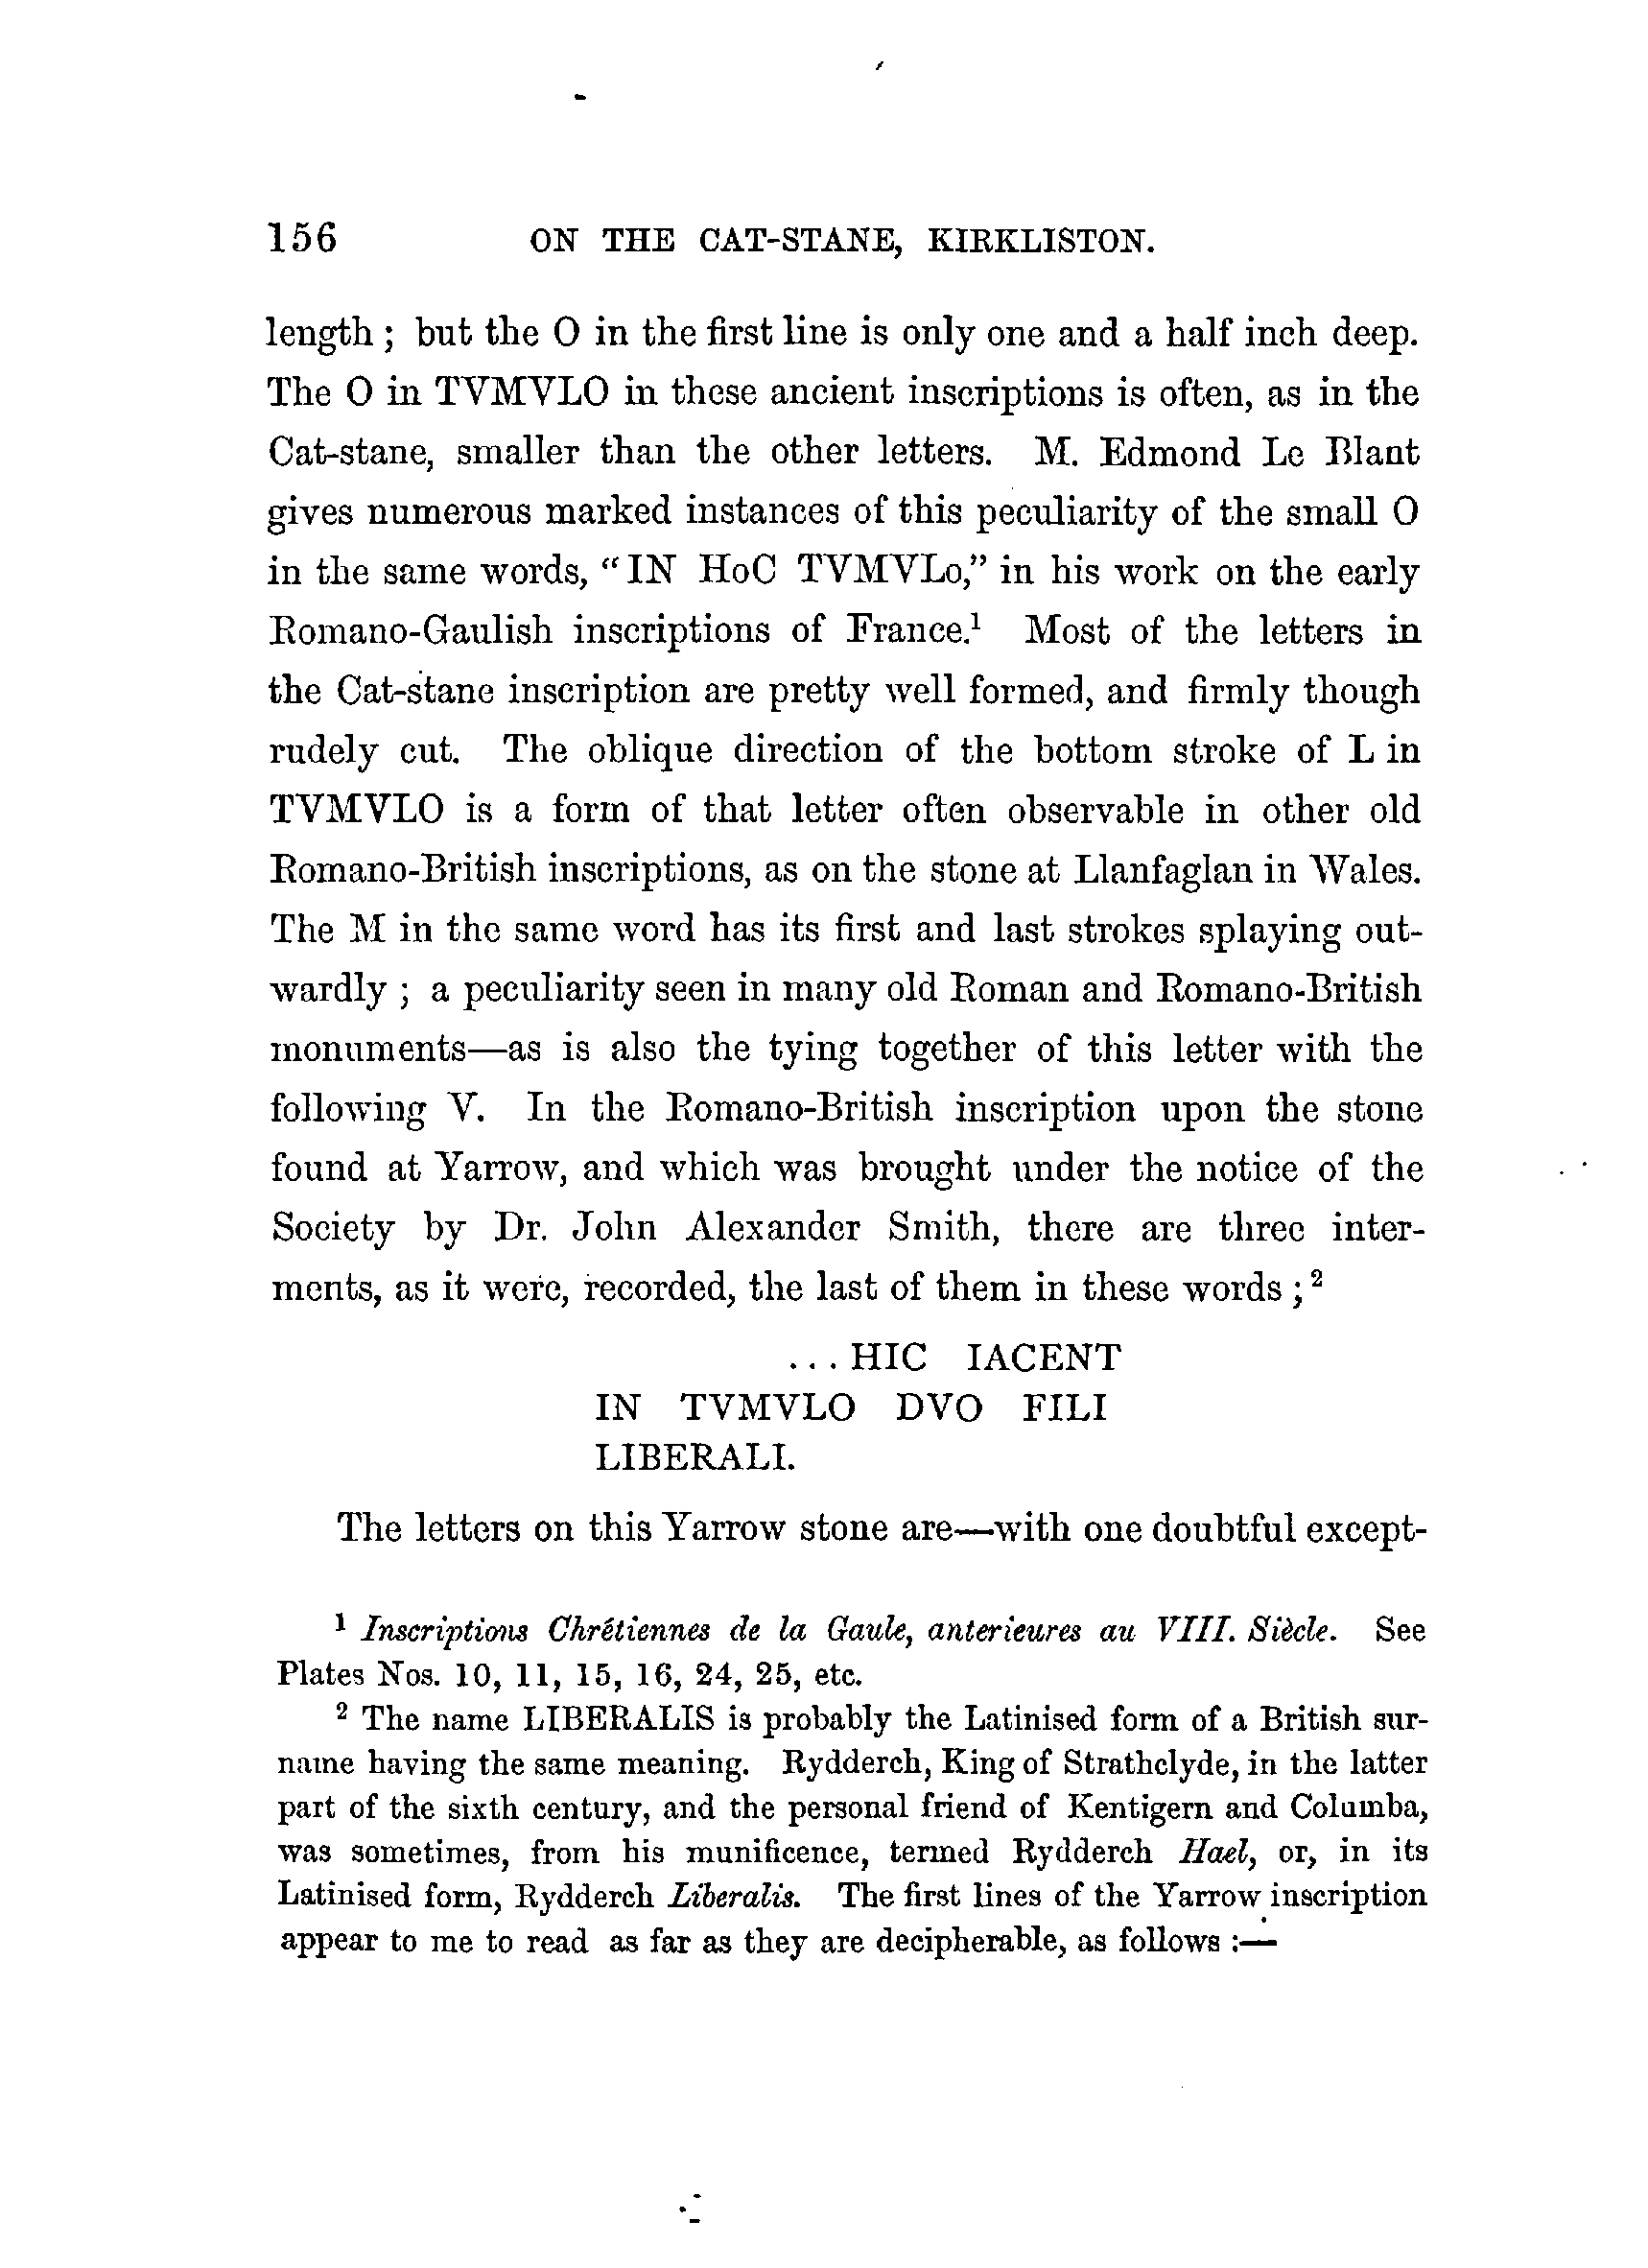 156 ON THE CAT-STANE, KIRKLISTON.
length ; but the O in the first line is only one and a half inch deep.
The O in TVMVLO in these ancient inscriptions is often, as in the
Cat-stane, smaller than the other letters. M. Edmond Le Blant
gives numerous marked instances of this peculiarity of the small O
in the same words, “IN HoC TVMVLo,” in his work on the early
Romano-Gaulish inscriptions of France.¹ Most of the letters in
the Cat-stane inscription are pretty well formed, and firmly though
rudely cut. The oblique direction of the bottom stroke of L in
TVMVLO is a form of that letter often observable in other old
Romano-British inscriptions, as on the stone at Llanfaglan in Wales.
The M in the same word has its first and last strokes splaying out-
wardly ; a peculiarity seen in many old Roman and Romano-British
monuments—as is also the tying together of this letter with the
following V. In the Romano-British inscription upon the stone
found at Yarrow, and which was brought under the notice of the
Society by Dr. John Alexander Smith, there are three inter-
ments, as it were, recorded, the last of them in these words ;²
... HIC IACENT
IN TVMVLO DVO FILI
LIBERALI.
The letters on this Yarrow stone are—with one doubtful except-
¹ Inscriptions Chrétiennes de la Gaule, anterieures au VIII. Siècle. See
Plates Nos. 10, 11, 15, 16, 24, 25, etc.
² The name LIBERALIS is probably the Latinised form of a British sur-
name having the same meaning. Rydderch, King of Strathclyde, in the latter
part of the sixth century, and the personal friend of Kentigern and Columba,
was sometimes, from his munificence, termed Rydderch Hael, or, in its
Latinised form, Rydderch Liberalis. The first lines of the Yarrow inscription
appear to me to read as far as they are decipherable, as follows :—